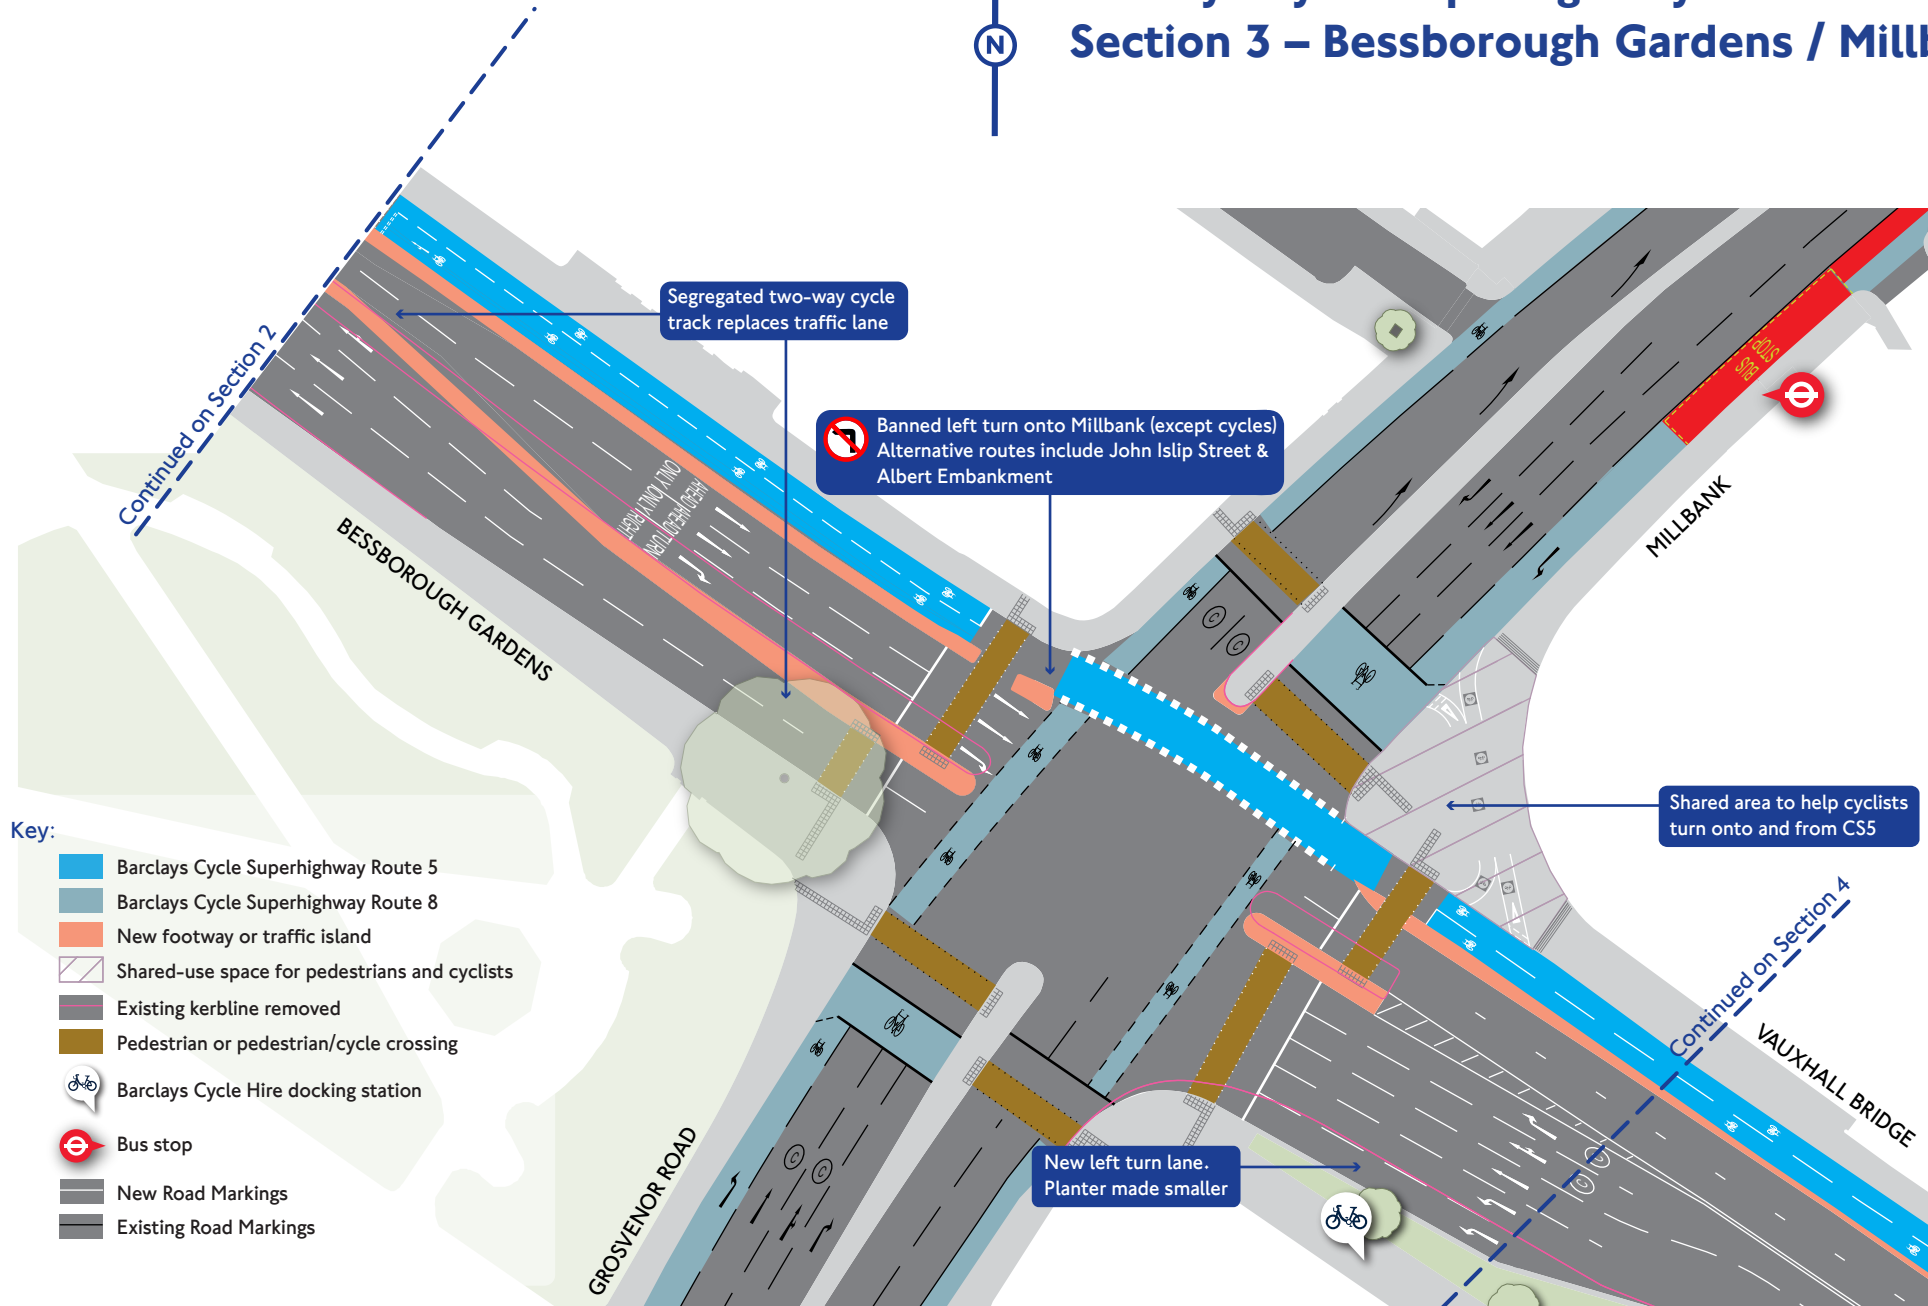 N
Section 3 – Bessborough Gardens /
Continued on Section 2
Segregated two-way cycle
track replaces traffic lane
Banned left turn onto Millbank (except cycles)
Alternative routes include John Islip Street &
Albert Embankment
BUS
STOP
MILLBANK
BESSBOROUGH GARDENS
AHEAD AHEAD TURN
ONLY ONLY RIGHT
C
C
Shared area to help cyclists
turn onto and from CS5
Continued on Section 4
VAUXHALL BRIDGE
Key:
Barclays Cycle Superhighway Route 5
Barclays Cycle Superhighway Route 8
New footway or traffic island
Shared-use space for pedestrians and cyclists
Existing kerbline removed
Pedestrian or pedestrian/cycle crossing
Barclays Cycle Hire docking station
Bus stop
New Road Markings
Existing Road Markings
GROSVENOR ROAD
C
C
New left turn lane.
Planter made smaller
C
C